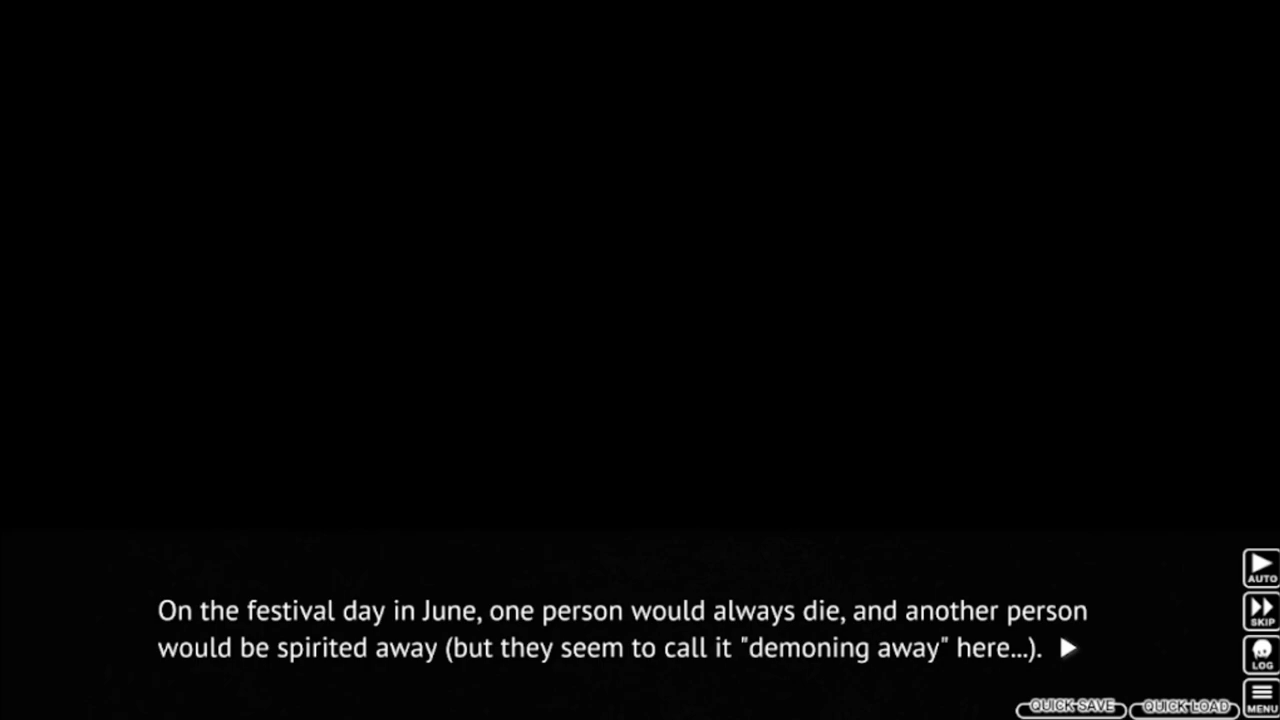 On the festival day in June, one person would always die, and another person
would be spirited away (but they seem to call it "demoning away" here...).
AUTO
SKIP
LOG
MENU
QUICK SAVE QUICK LOAD